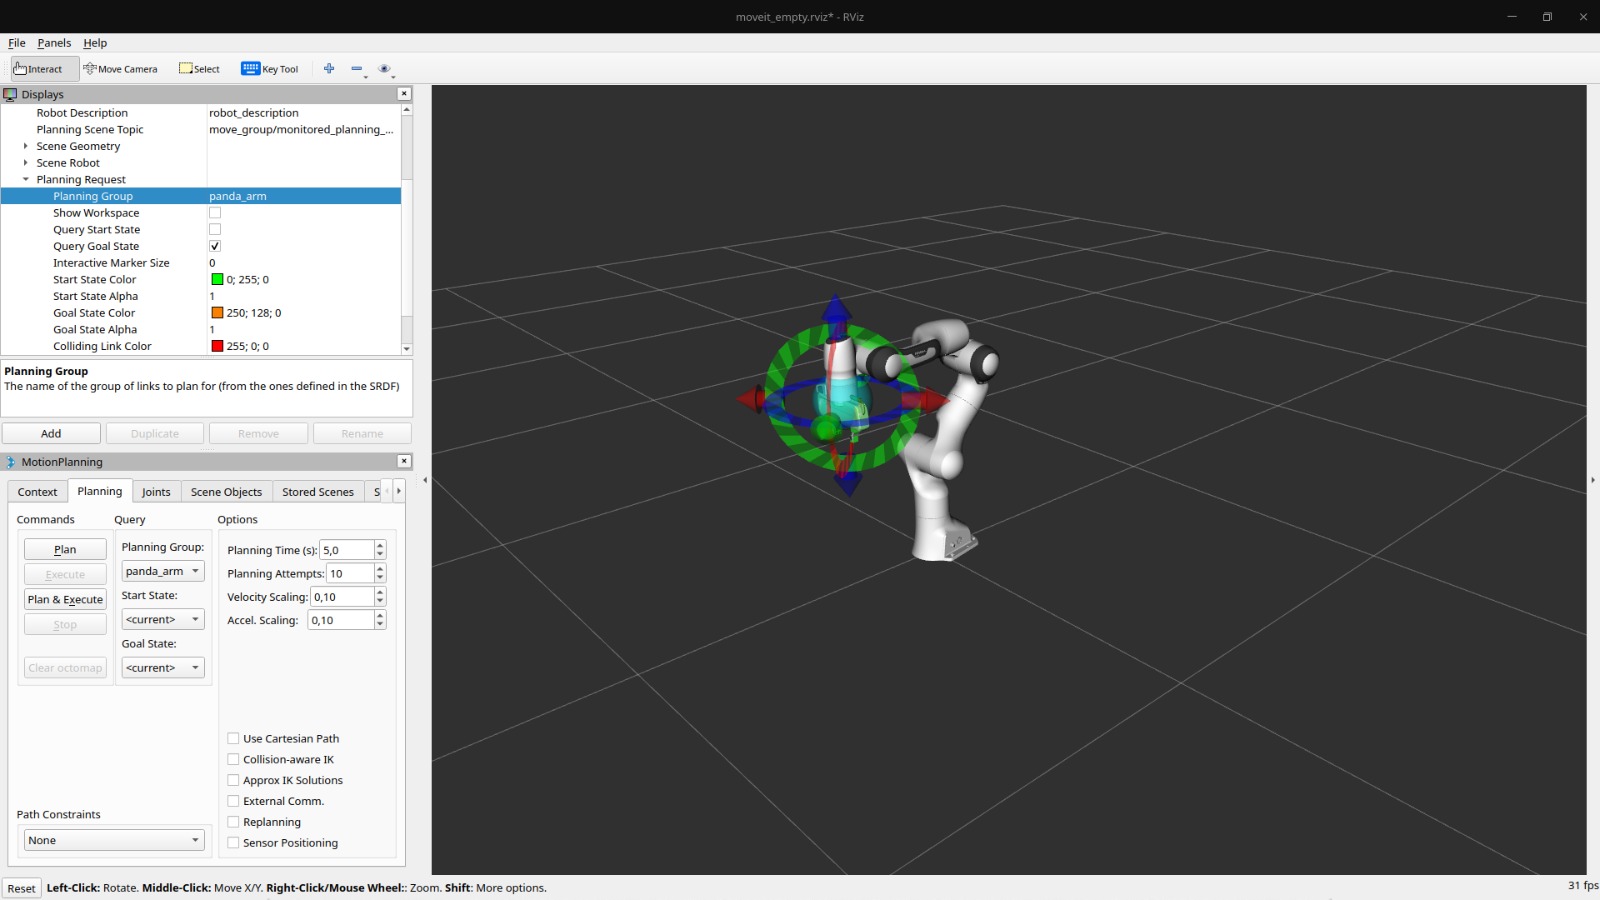 moveit_empty.rviz* - RViz
File Panels Help
Interact Move Camera Select Key Tool
Displays
Robot Description robot_description
Planning Scene Topic move_group/monitored_planning_...
Scene Geometry
Scene Robot
Planning Request
Planning Group panda_arm
Show Workspace
Query Start State
Query Goal State
Interactive Marker Size 0
Start State Color 0; 255; 0
Start State Alpha 1
Goal State Color 250; 128; 0
Goal State Alpha 1
Colliding Link Color 255; 0; 0
Planning Group
The name of the group of links to plan for (from the ones defined in the SRDF)
Add Duplicate Remove Rename
MotionPlanning
Context Planning Joints Scene Objects Stored Scenes S
Commands Query Options
Plan
Execute
Plan & Execute
Stop
Clear octomap
Planning Group:
panda_arm
Start State:
<current>
Goal State:
<current>
Planning Time (s): 5,0
Planning Attempts: 10
Velocity Scaling: 0,10
Accel. Scaling: 0,10
Use Cartesian Path
Collision-aware IK
Approx IK Solutions
External Comm.
Replanning
Sensor Positioning
Path Constraints
None
Reset Left-Click: Rotate. Middle-Click: Move X/Y. Right-Click/Mouse Wheel:: Zoom. Shift: More options. 31 fps